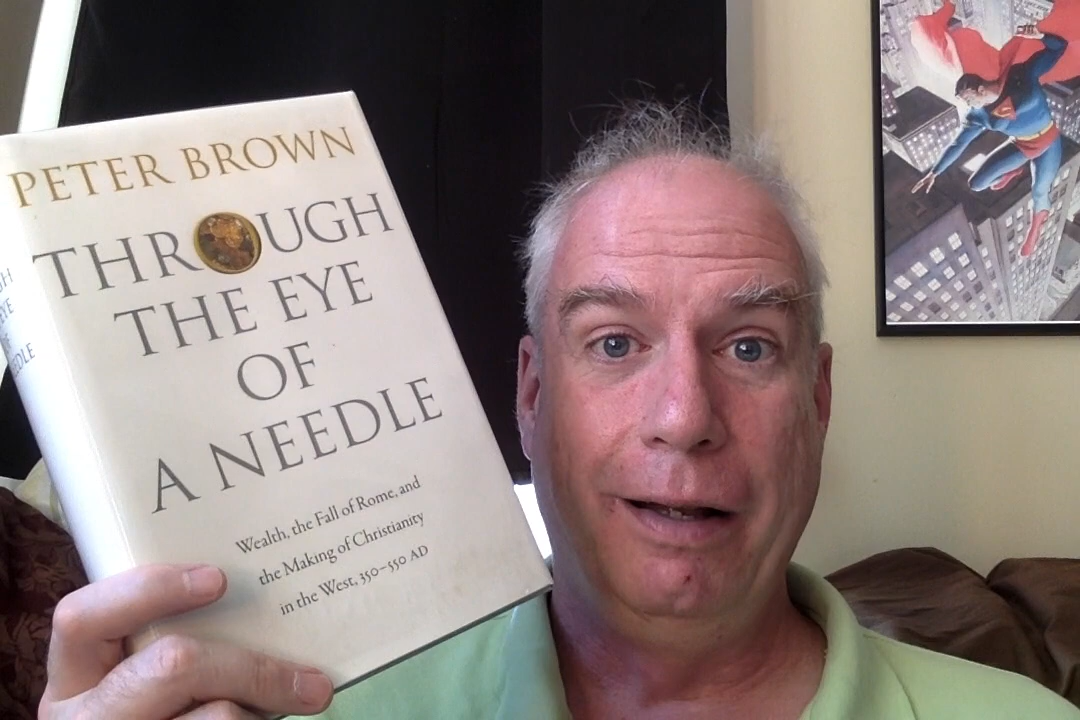 PETER BROWN
THROUGH
THE EYE
OF
A NEEDLE
Wealth, the Fall of Rome, and
the Making of Christianity
in the West, 350–550 AD